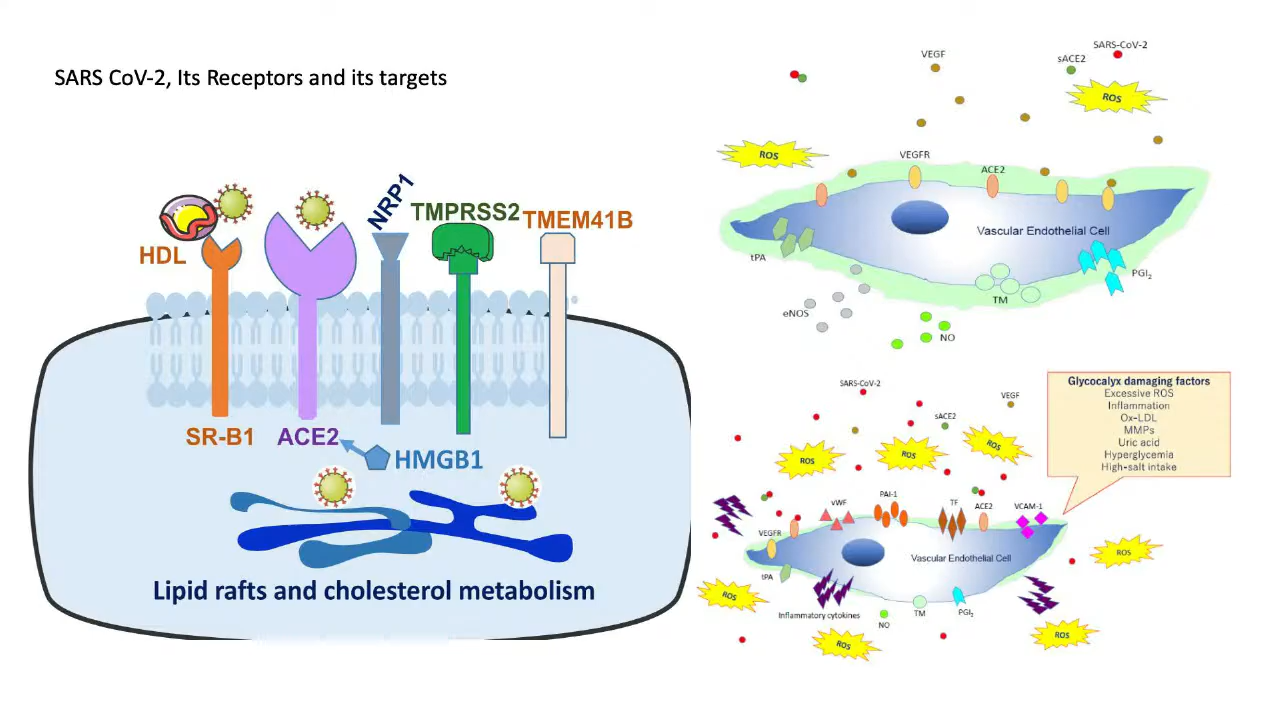 SARS CoV-2, Its Receptors and its targets
HDL
NRP1
TMPRSS2
TMEM41B
SR-B1
ACE2
HMGB1
Lipid rafts and cholesterol metabolism
SARS-CoV-2
VEGF
sACE2
ROS
ROS
VEGFR
ACE2
Vascular Endothelial Cell
tPA
PGI₂
TM
eNOS
NO
Glycocalyx damaging factors
Excessive ROS
Inflammation
Ox-LDL
MMPs
Uric acid
Hyperglycemia
High-salt intake
SARS-CoV-2
VEGF
sACE2
ROS
ROS
ROS
vWF
PAI-1
TF
ACE2
VCAM-1
VEGFR
Vascular Endothelial Cell
ROS
tPA
ROS
Inflammatory cytokines
NO
TM
PGI₂
ROS
ROS